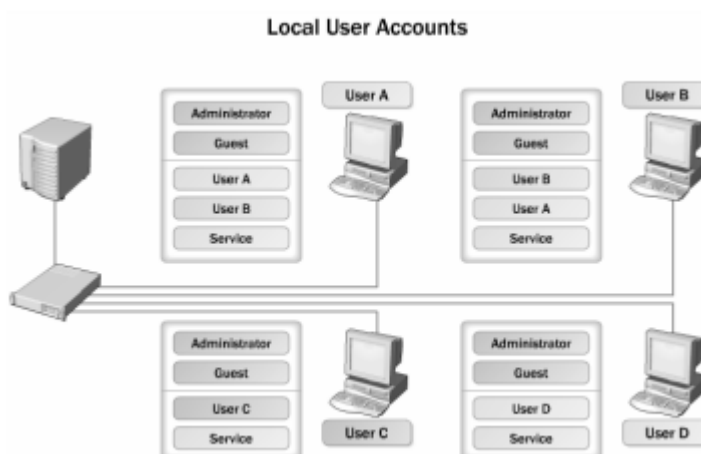 Local User Accounts
User A
Administrator
Guest
User A
User B
Service
User B
Administrator
Guest
User B
User A
Service
Administrator
Guest
User C
Service
User C
Administrator
Guest
User D
Service
User D